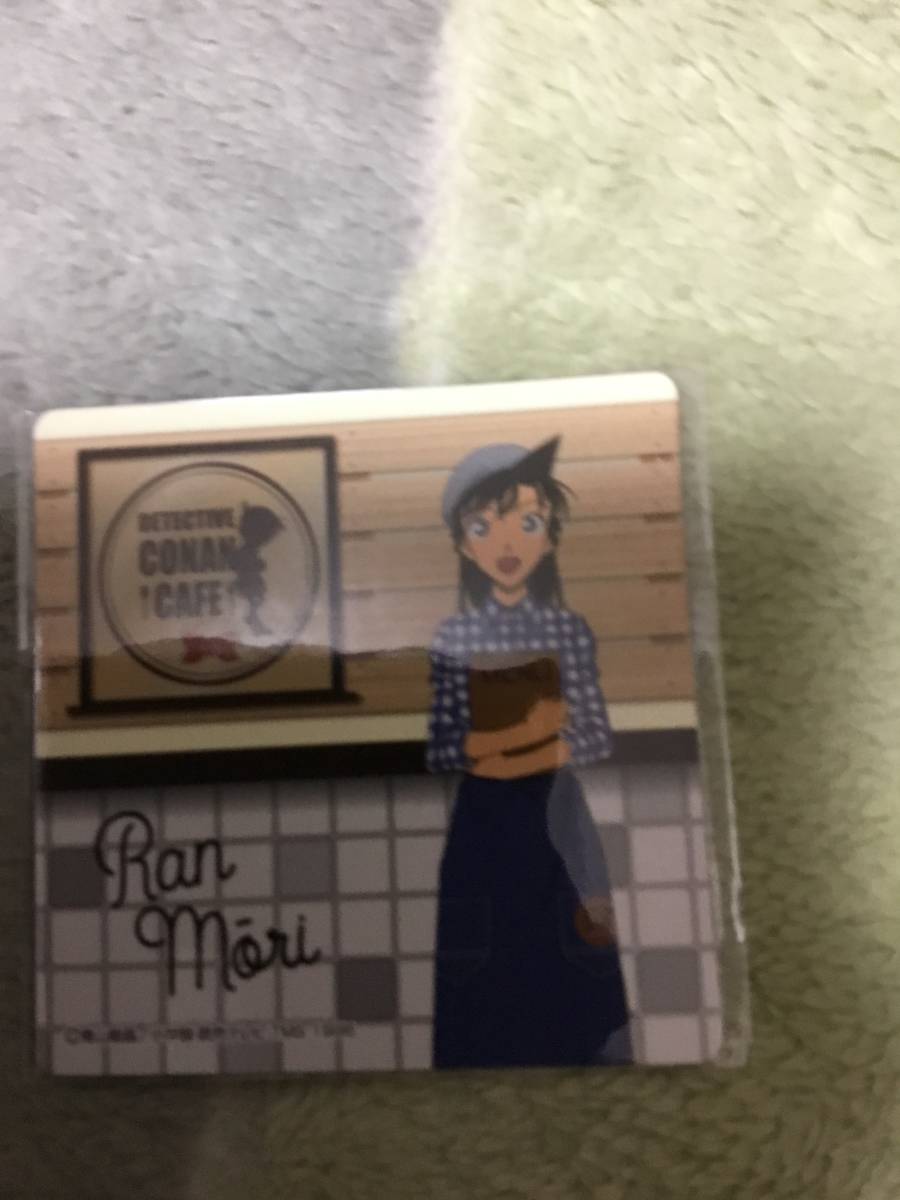 DETECTIVE
CONAN
CAFE
Ran
Mōri